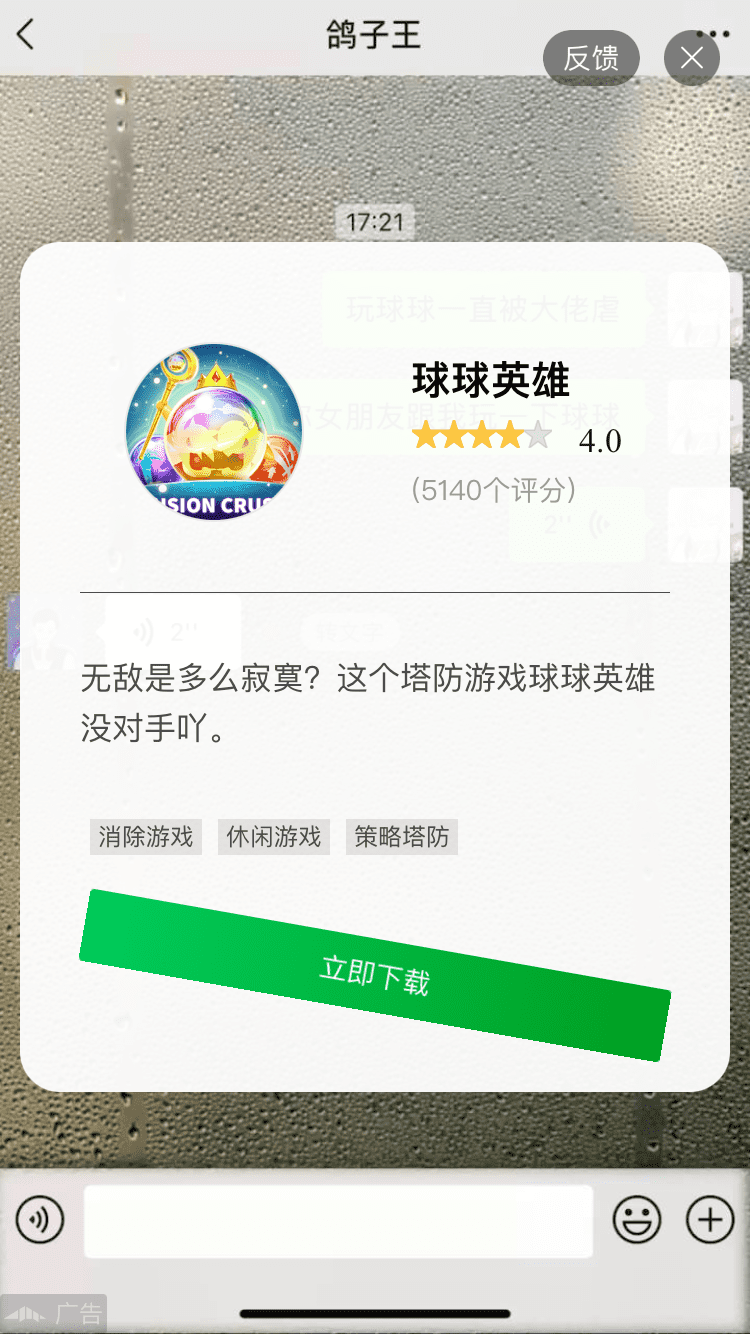 鸽子王
反馈
17:21
玩球球一直被大佬虐
女朋友跟我玩一下球球
球球英雄
4.0
(5140个评分)
SION CRUS
2''
2''
转文字
无敌是多么寂寞？这个塔防游戏球球英雄
没对手吖。
消除游戏 休闲游戏 策略塔防
立即下载
广告